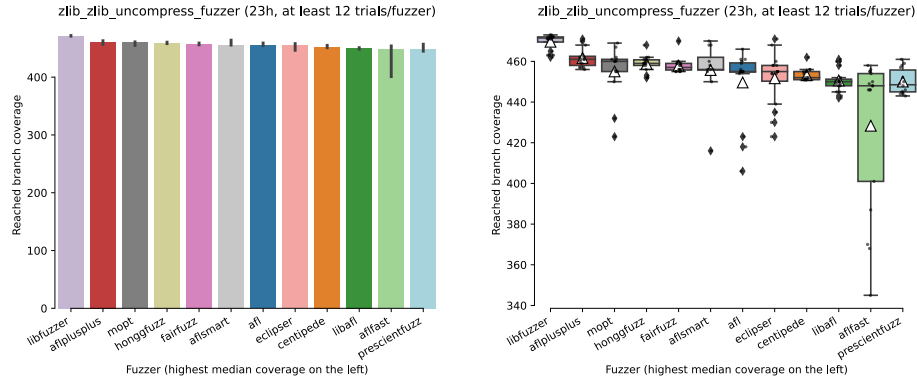 zlib_zlib_uncompress_fuzzer (23h, at least 12 trials/fuzzer)
Reached branch coverage
400
300
200
100
0
libfuzzer
aflplusplus
mopt
honggfuzz
fairfuzz
aflsmart
afl
eclipser
centipede
libafl
aflfast
prescientfuzz
Fuzzer (highest median coverage on the left)
zlib_zlib_uncompress_fuzzer (23h, at least 12 trials/fuzzer)
Reached branch coverage
460
440
420
400
380
360
340
libfuzzer
aflplusplus
mopt
honggfuzz
fairfuzz
aflsmart
afl
eclipser
centipede
libafl
aflfast
prescientfuzz
Fuzzer (highest median coverage on the left)